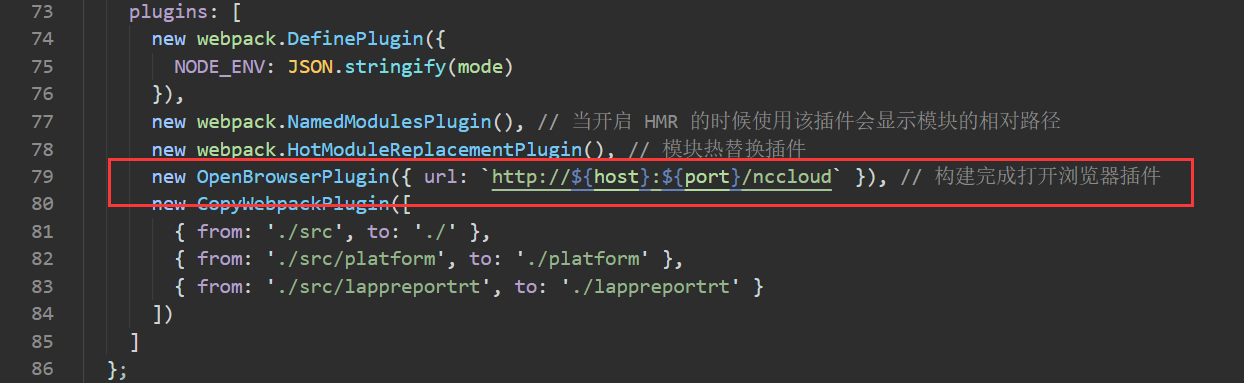 73 plugins: [
74 new webpack.DefinePlugin({
75 NODE_ENV: JSON.stringify(mode)
76 }),
77 new webpack.NamedModulesPlugin(), // 当开启 HMR 的时候使用该插件会显示模块的相对路径
78 new webpack.HotModuleReplacementPlugin(), // 模块热替换插件
79 new OpenBrowserPlugin({ url: `http://${host}:${port}/nccloud` }), // 构建完成打开浏览器插件
80 new CopyWebpackPlugin([
81 { from: './src', to: './' },
82 { from: './src/platform', to: './platform' },
83 { from: './src/lappreportrt', to: './lappreportrt' }
84 ])
85 ]
86 };